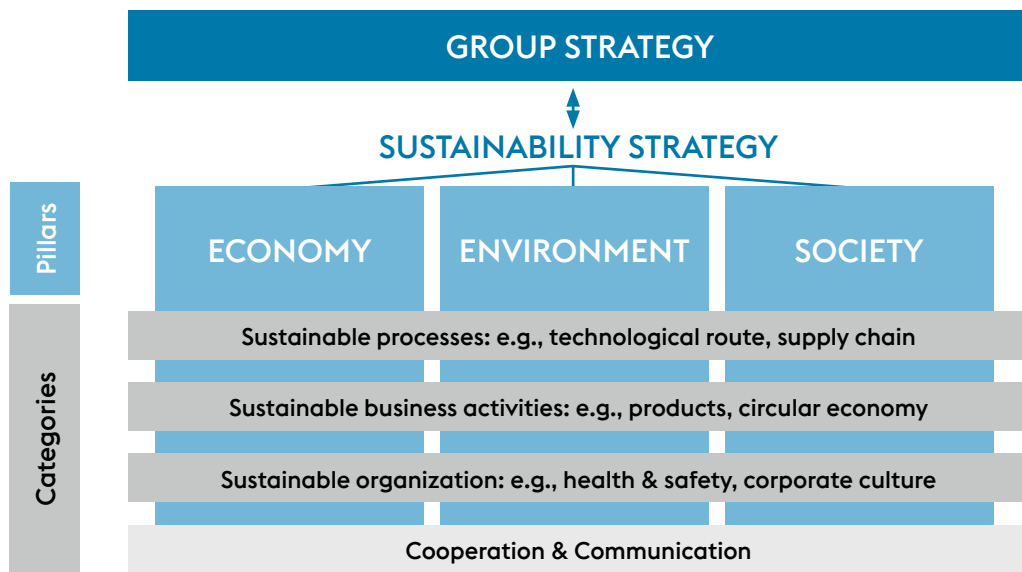 GROUP STRATEGY
SUSTAINABILITY STRATEGY
Pillars
ECONOMY
ENVIRONMENT
SOCIETY
Categories
Sustainable processes: e.g., technological route, supply chain
Sustainable business activities: e.g., products, circular economy
Sustainable organization: e.g., health & safety, corporate culture
Cooperation & Communication